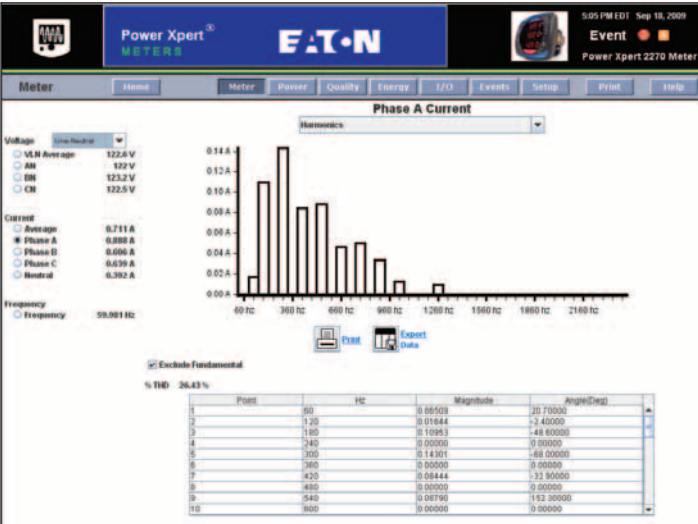 5:05 PM EDT Sep 18, 2009
Power Xpert®
METERS
EATON
Event
Power Xpert 2270 Meter
Meter
Home
Meter Power Quality Energy I/O Events Setup
Print
Help
Phase A Current
Harmonics
Voltage Line-Neutral
VLN Average 122.6 V
AN 122 V
BN 123.2 V
CN 122.5 V
Current
Average 0.711 A
Phase A 0.888 A
Phase B 0.606 A
Phase C 0.639 A
Neutral 0.392 A
Frequency
Frequency 59.981 Hz
0.14 A
0.12 A
0.10 A
0.08 A
0.06 A
0.04 A
0.02 A
0.00 A
60 hz 360 hz 660 hz 960 hz 1260 hz 1560 hz 1860 hz 2160 hz
Print
Export Data
Exclude Fundamental
% THD 26.43 %
Point Hz Magnitude Angle(Deg)
1 60 0.86509 20.70000
2 120 0.01644 -2.40000
3 180 0.10963 -48.60000
4 240 0.00000 0.00000
5 300 0.14301 -68.00000
6 360 0.00000 0.00000
7 420 0.08444 -32.90000
8 480 0.00000 0.00000
9 540 0.08790 152.30000
10 600 0.00000 0.00000